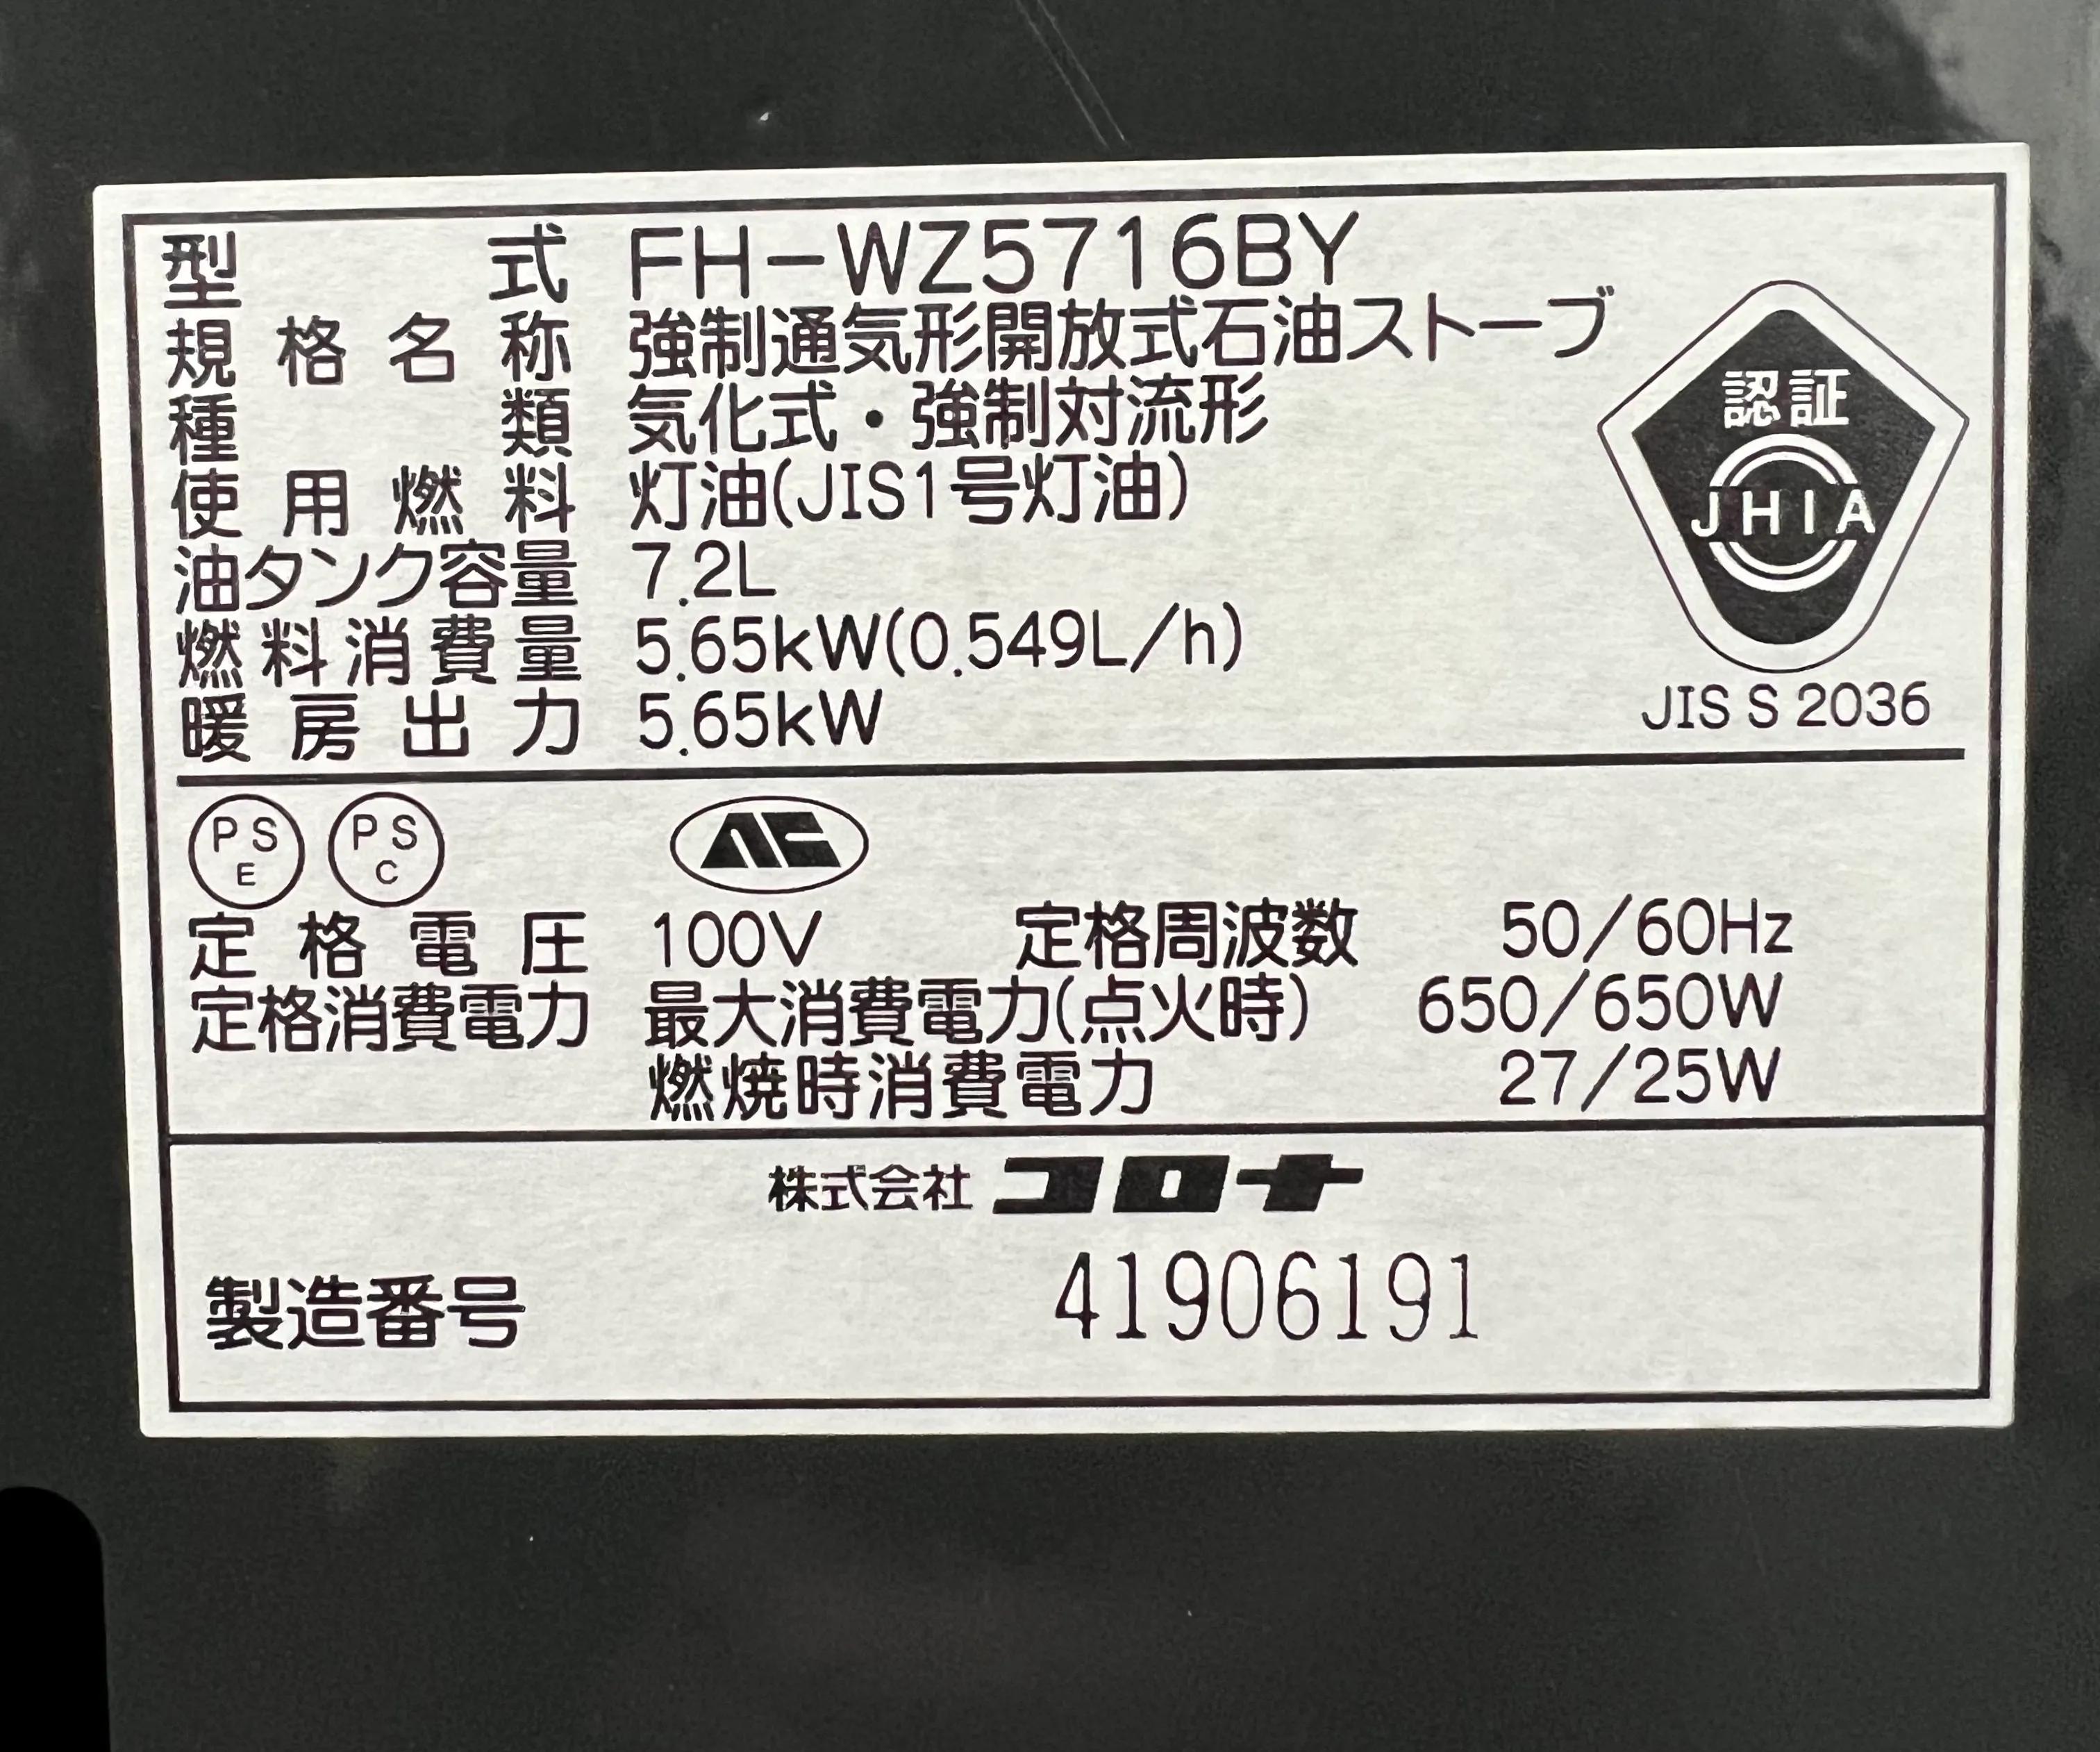 型式 FH-WZ5716BY
規格名称 強制通気形開放式石油ストーブ
種類 気化式・強制対流形
使用燃料 灯油(JIS1号灯油)
油タンク容量 7.2L
燃料消費量 5.65kW(0.549L/h)
暖房出力 5.65kW
認証
JHIA
JIS S 2036
PS E PS C
定格電圧 100V 定格周波数 50/60Hz
定格消費電力 最大消費電力(点火時) 650/650W
燃焼時消費電力 27/25W
株式会社 コロナ
製造番号 41906191